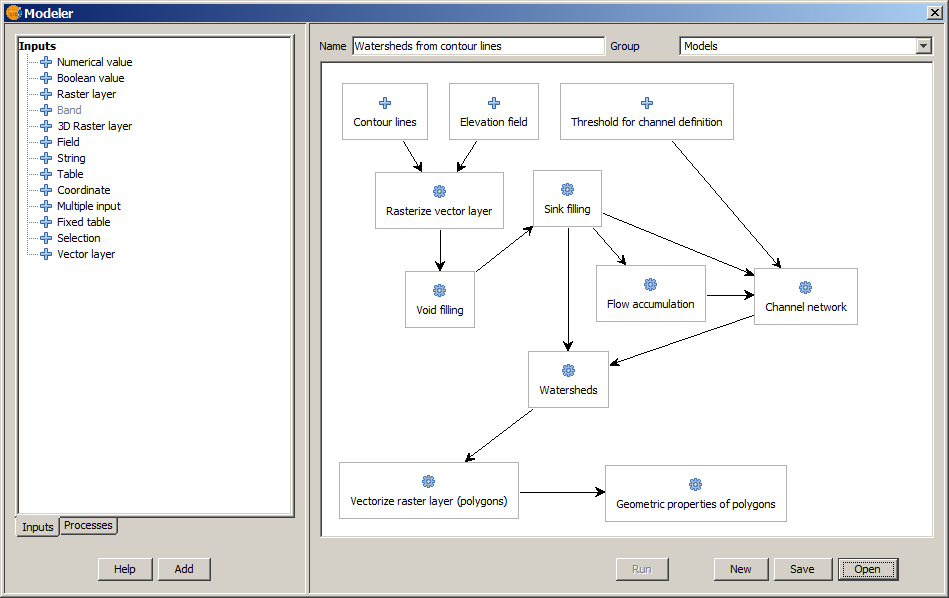 Modeler
Inputs
Numerical value
Boolean value
Raster layer
Band
3D Raster layer
Field
String
Table
Coordinate
Multiple input
Fixed table
Selection
Vector layer
Inputs Processes
Help Add
Name Watersheds from contour lines Group Models
Contour lines Elevation field Threshold for channel definition
Rasterize vector layer Sink filling
Void filling Flow accumulation Channel network
Watersheds
Vectorize raster layer (polygons) Geometric properties of polygons
Run New Save Open